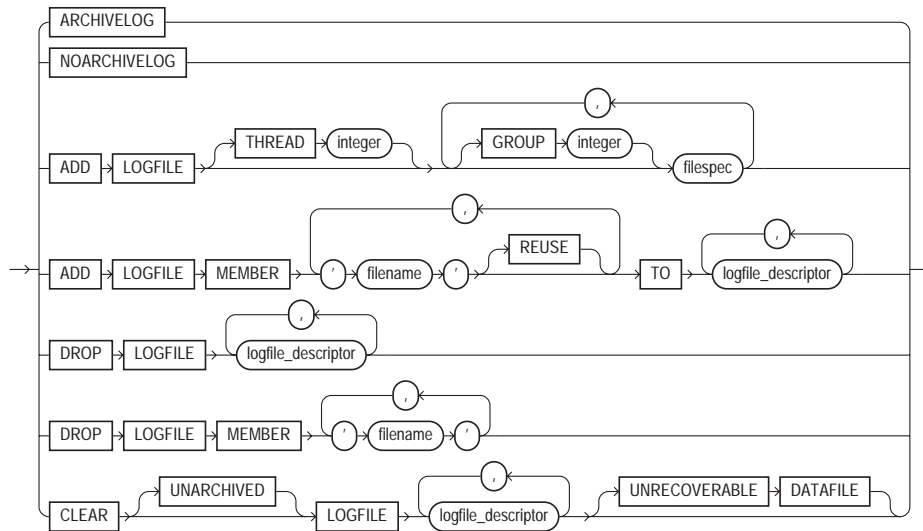 ARCHIVELOG
NOARCHIVELOG
,
THREAD integer GROUP integer
ADD LOGFILE filespec
,
REUSE ,
ADD LOGFILE MEMBER ' filename ' TO logfile_descriptor
,
DROP LOGFILE logfile_descriptor
,
DROP LOGFILE MEMBER ' filename '
,
UNARCHIVED UNRECOVERABLE DATAFILE
CLEAR LOGFILE logfile_descriptor